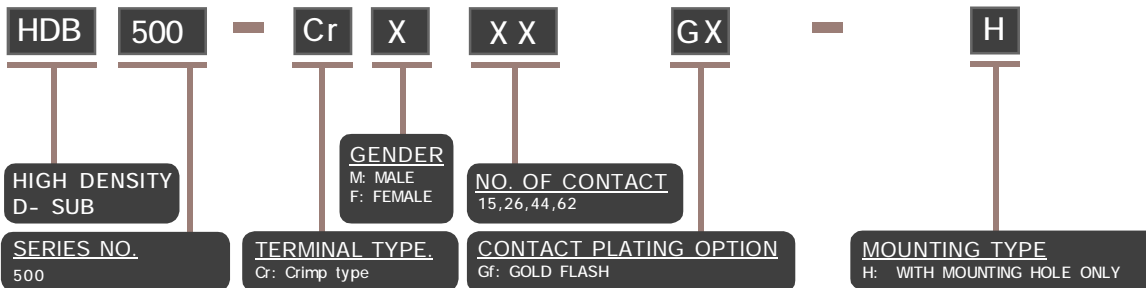 HDB 500 - Cr X XX GX - H
HIGH DENSITY
D- SUB
SERIES NO.
500
TERMINAL TYPE.
Cr: Crimp type
GENDER
M: MALE
F: FEMALE
NO. OF CONTACT
15,26,44,62
CONTACT PLATING OPTION
Gf: GOLD FLASH
MOUNTING TYPE
H: WITH MOUNTING HOLE ONLY